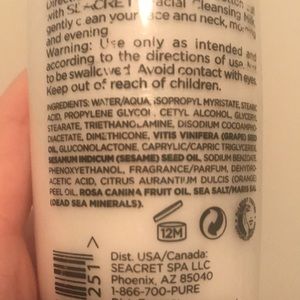 with SEACRET Facial Cleansing Milk,
gently clean your face and neck, morning
and evening
Warning: Use only as intended and
according to the directions of use. Not
to be swallowed. Avoid contact with eyes.
Keep out of reach of children.
INGREDIENTS: WATER/AQUA, ISOPROPYL MYRISTATE, STEARIC
ACID, PROPYLENE GLYCOL, CETYL ALCOHOL, GLYCERYL
STEARATE, TRIETHANOLAMINE, DISODIUM COCOAMPHO-
DIACETATE, DIMETHICONE, VITIS VINIFERA (GRAPE) SEED
OIL, GLUCONOLACTONE, CAPRYLIC/CAPRIC TRIGLYCERIDE,
SESAMUM INDICUM (SESAME) SEED OIL, SODIUM BENZOATE,
PHENOXYETHANOL, FRAGRANCE/PARFUM, DEHYDRO-
ACETIC ACID, CITRUS AURANTIUM DULCIS (ORANGE)
PEEL OIL, ROSA CANINA FRUIT OIL, SEA SALT/MARIS SAL
(DEAD SEA MINERALS).
12M
251
Dist. USA/Canada:
SEACRET SPA LLC
Phoenix, AZ 85040
1-866-700-PURE